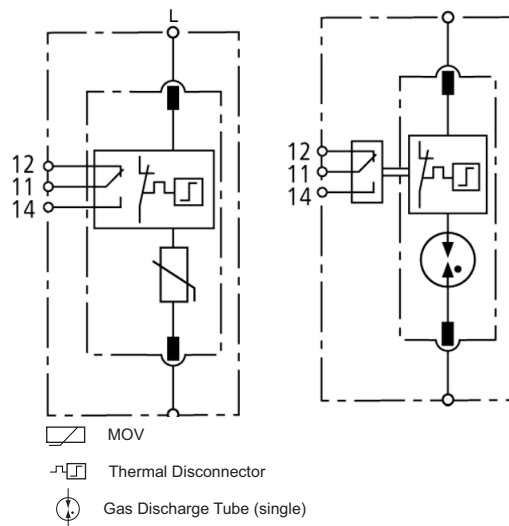 L
12
11
14
12
11
14
MOV
Thermal Disconnector
Gas Discharge Tube (single)